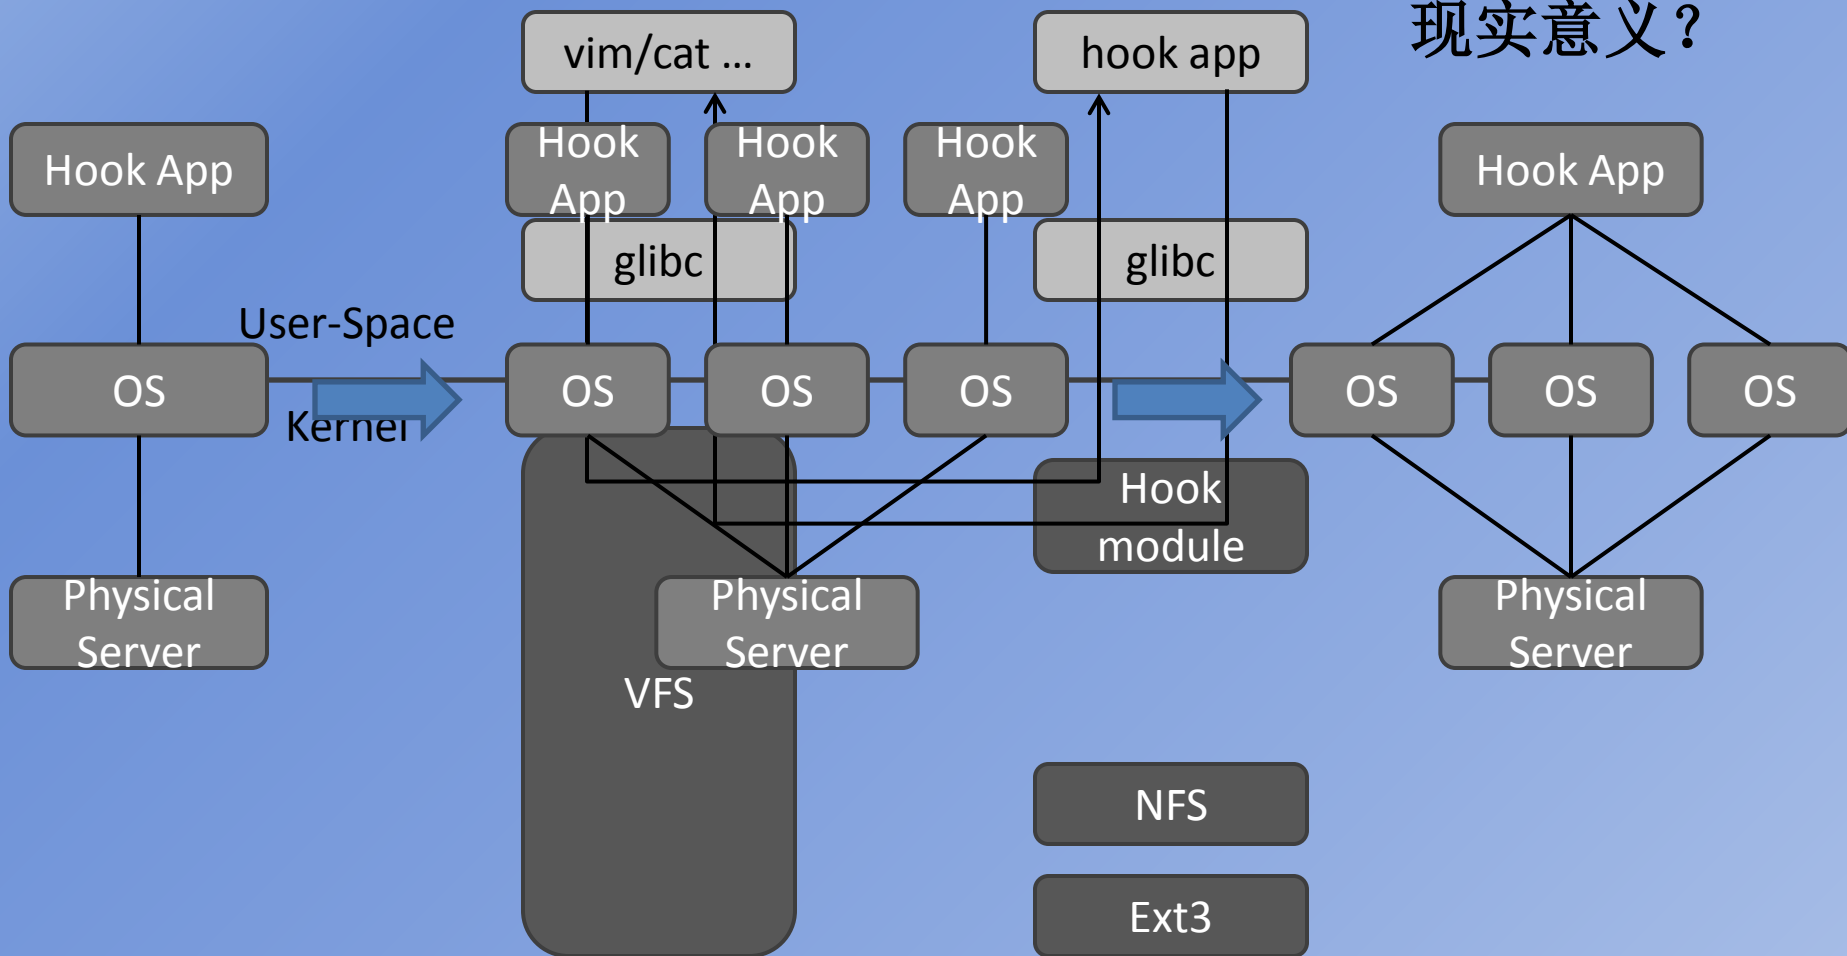 现实意义？
vim/cat ...
hook app
Hook App
Hook
App
Hook
App
Hook
App
Hook App
glibc
glibc
User-Space
OS
OS
OS
OS
OS
OS
OS
Kernel
Hook
module
Physical
Server
Physical
Server
Physical
Server
VFS
NFS
Ext3